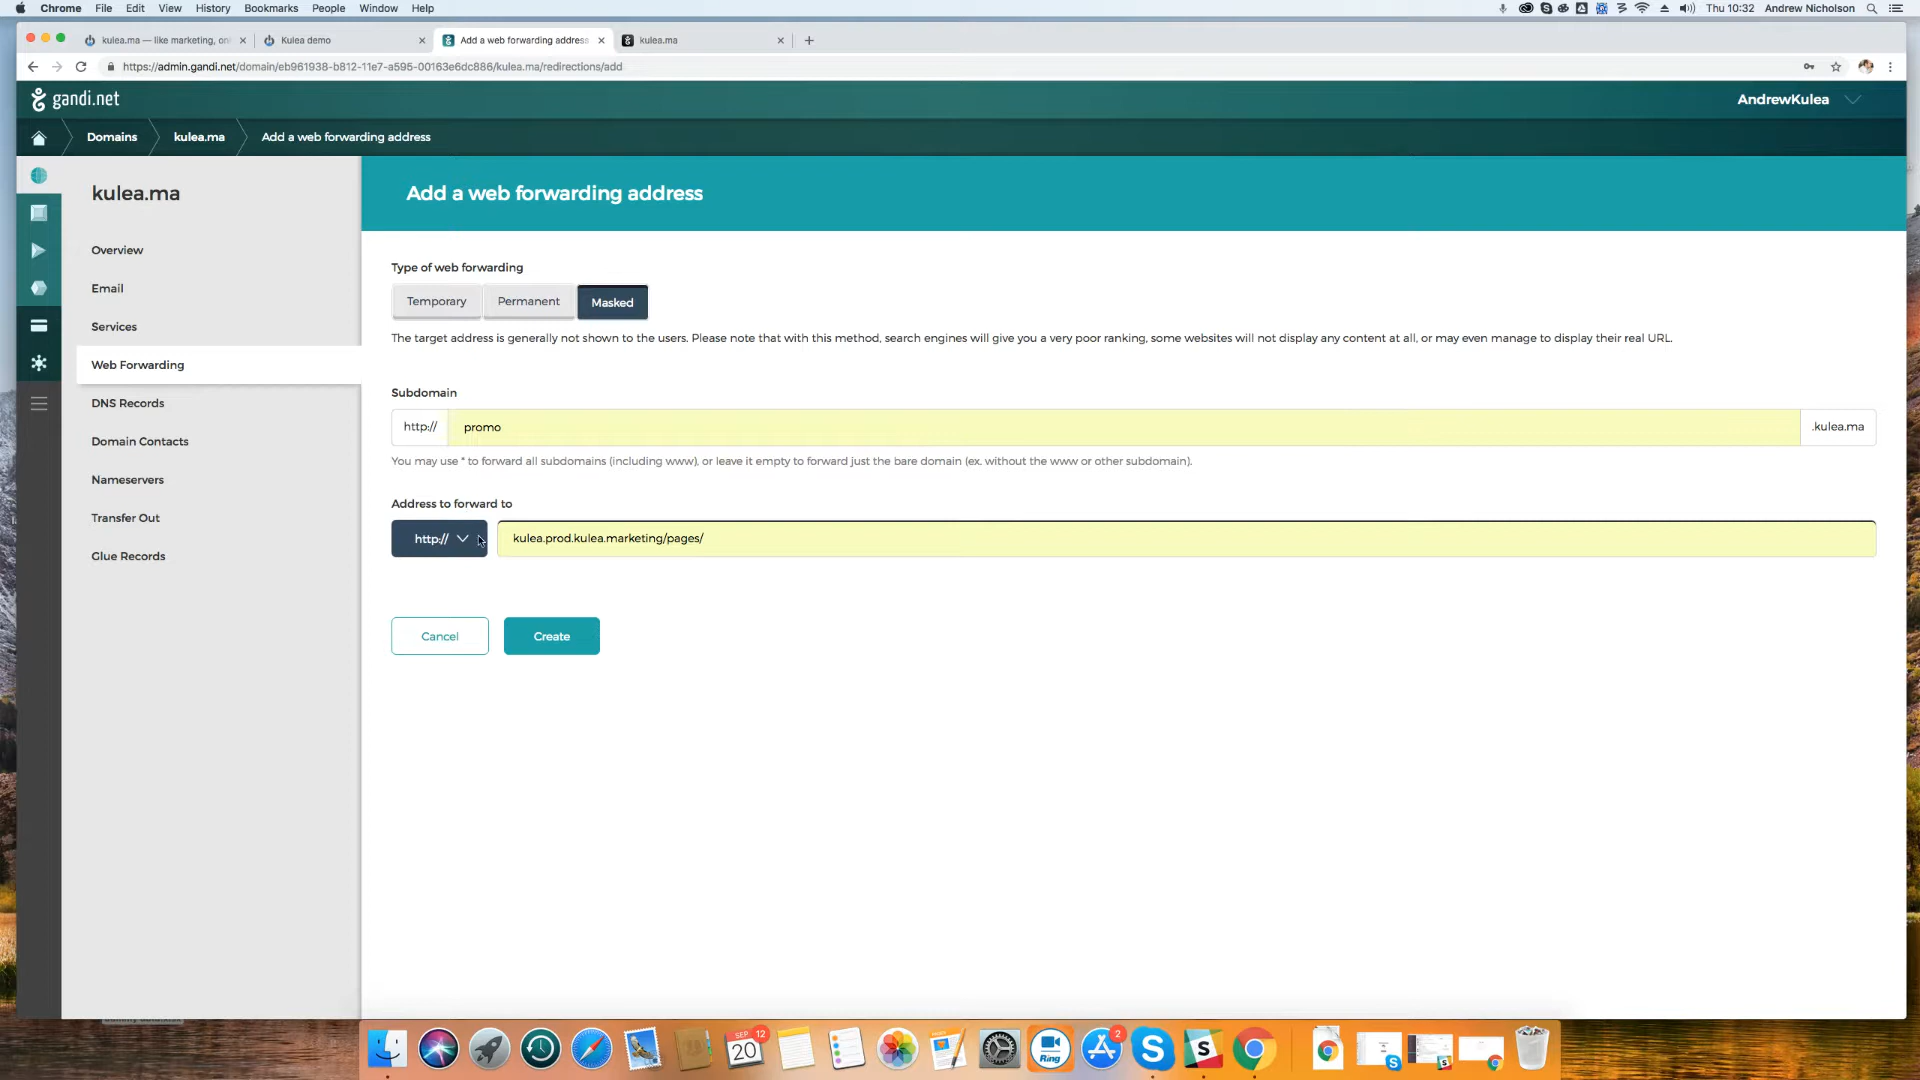 Chrome File Edit View History Bookmarks People Window Help Thu 10:32 Andrew Nicholson
kulea.ma — like marketing, on Kulea demo Add a web forwarding address kulea.ma
https://admin.gandi.net/domain/eb961938-b812-11e7-a595-00163e6dc886/kulea.ma/redirections/add
gandi.net AndrewKulea
Domains kulea.ma Add a web forwarding address
kulea.ma
Overview
Email
Services
Web Forwarding
DNS Records
Domain Contacts
Nameservers
Transfer Out
Glue Records
Add a web forwarding address
Type of web forwarding
Temporary Permanent Masked
The target address is generally not shown to the users. Please note that with this method, search engines will give you a very poor ranking, some websites will not display any content at all, or may even manage to display their real URL.
Subdomain
http:// promo .kulea.ma
You may use * to forward all subdomains (including www), or leave it empty to forward just the bare domain (ex. without the www or other subdomain).
Address to forward to
http:// kulea.prod.kulea.marketing/pages/
Cancel Create
SEP 12
20
PAGES
Ring
2